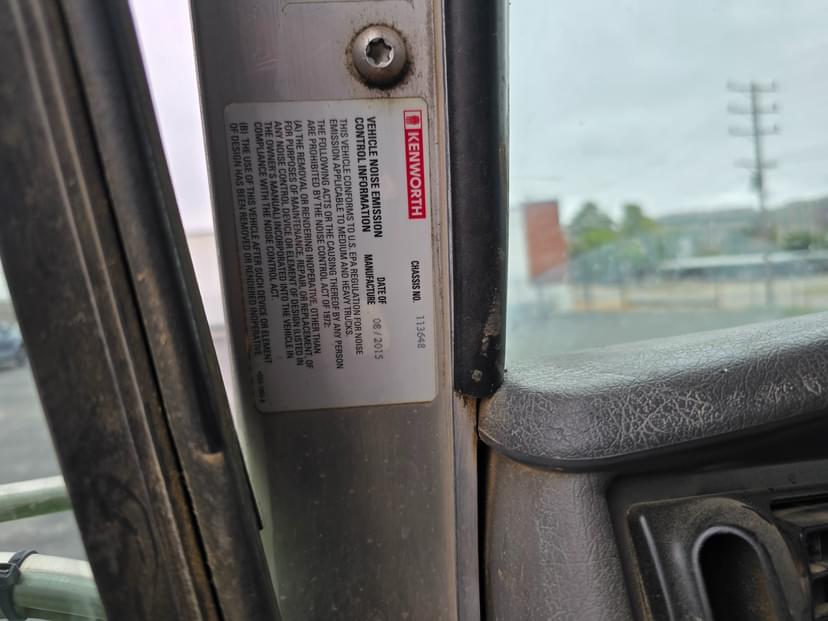 KENWORTH
CHASSIS NO. 113648
VEHICLE NOISE EMISSION
CONTROL INFORMATION
DATE OF
MANUFACTURE 08/2015
THIS VEHICLE CONFORMS TO U.S. EPA REGULATION FOR NOISE
EMISSION APPLICABLE TO MEDIUM AND HEAVY TRUCKS.
THE FOLLOWING ACTS OR THE CAUSING THEREOF BY ANY PERSON
ARE PROHIBITED BY THE NOISE CONTROL ACT OF 1972:
(A) THE REMOVAL OR RENDERING INOPERATIVE, OTHER THAN
FOR PURPOSES OF MAINTENANCE, REPAIR, OR REPLACEMENT, OF
ANY NOISE CONTROL DEVICE OR ELEMENT OF DESIGN (LISTED IN
THE OWNER'S MANUAL) INCORPORATED INTO THE VEHICLE IN
COMPLIANCE WITH THE NOISE CONTROL ACT.
(B) THE USE OF THIS VEHICLE AFTER SUCH DEVICE OR ELEMENT
OF DESIGN HAS BEEN REMOVED OR RENDERED INOPERATIVE.